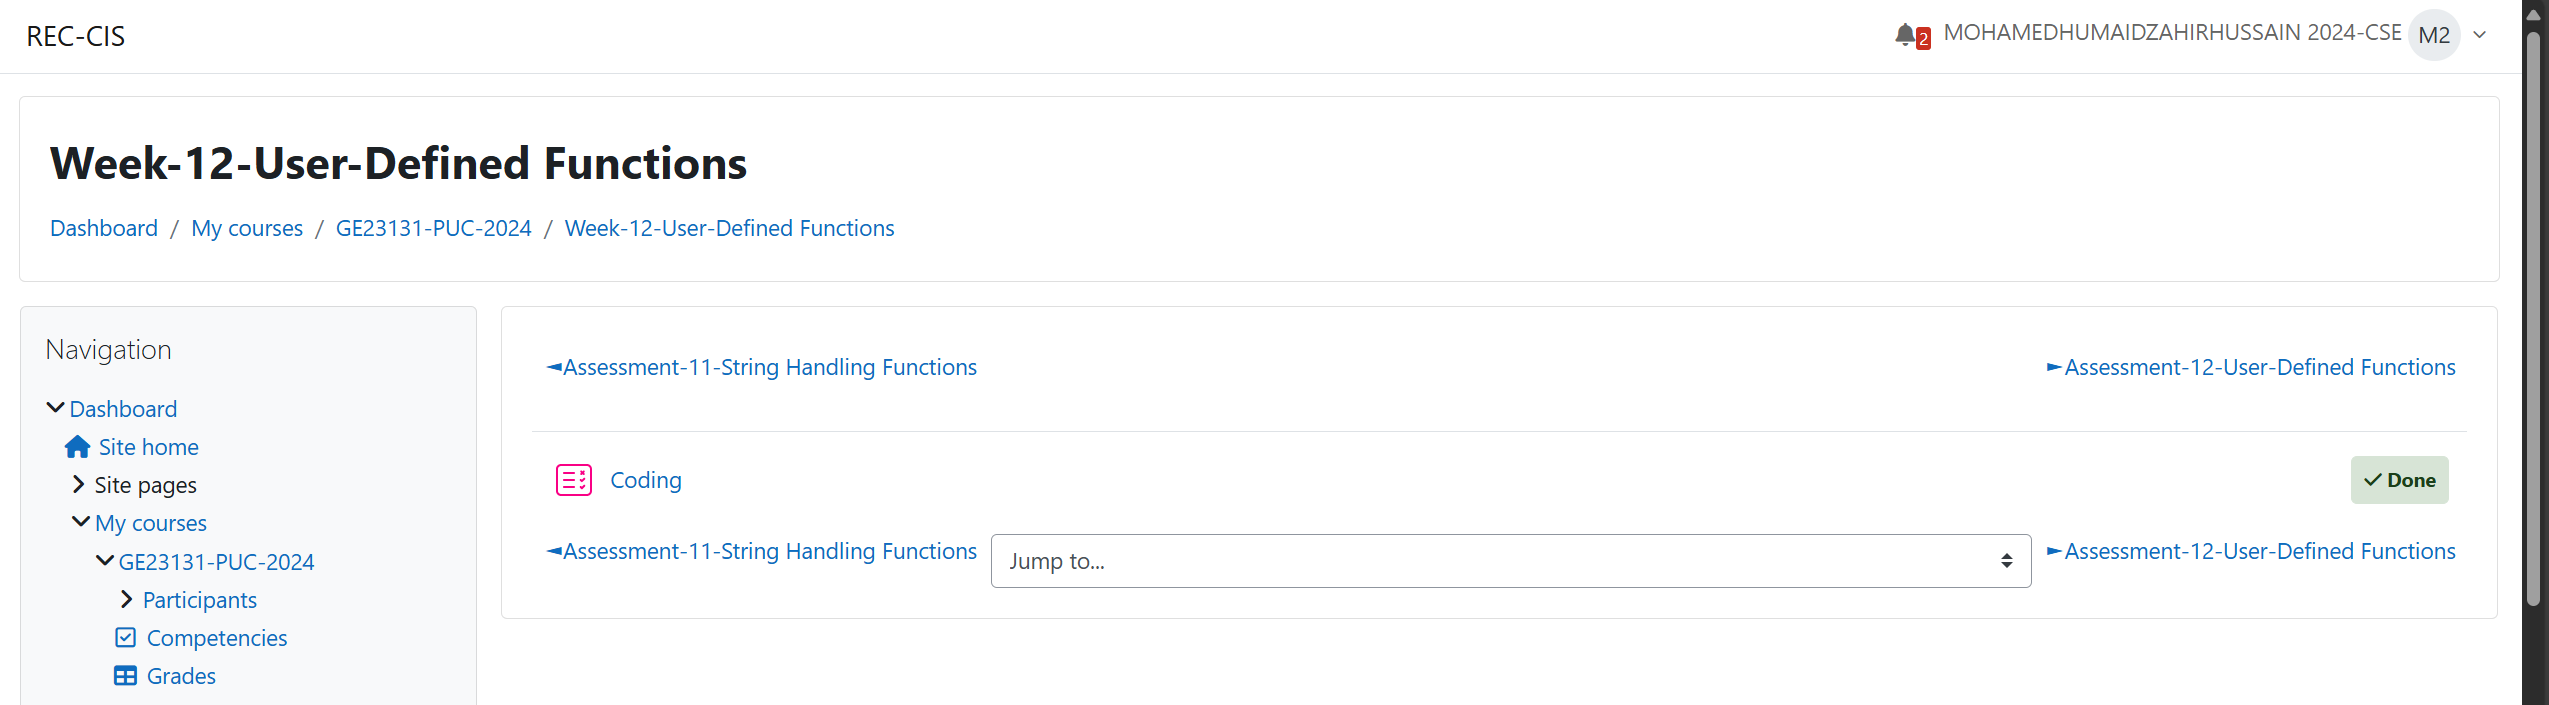 REC-CIS
2 MOHAMEDHUMAIDZAHIRHUSSAIN 2024-CSE M2
Week-12-User-Defined Functions
Dashboard / My courses / GE23131-PUC-2024 / Week-12-User-Defined Functions
Navigation
Dashboard
Site home
Site pages
My courses
GE23131-PUC-2024
Participants
Competencies
Grades
◄Assessment-11-String Handling Functions
►Assessment-12-User-Defined Functions
Coding
Done
◄Assessment-11-String Handling Functions
Jump to...
►Assessment-12-User-Defined Functions